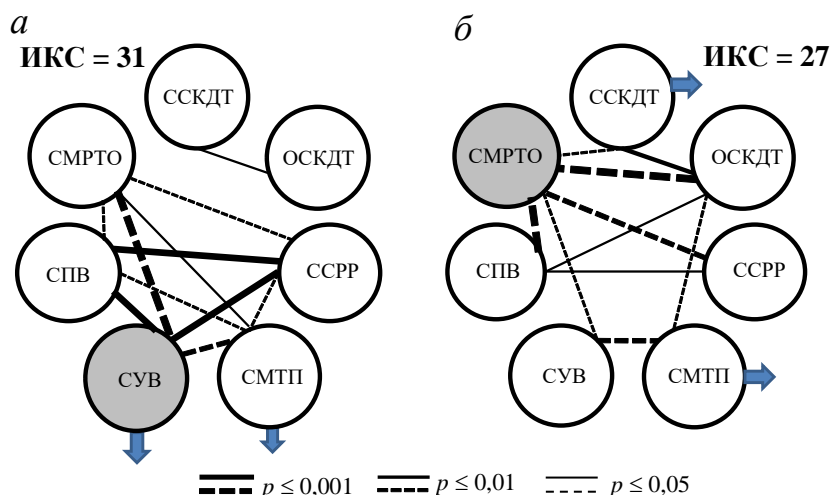 а
ИКС = 31
ССКДТ
СМРТО
ОСКДТ
СПВ
ССРР
СУВ
СМТП
б
ИКС = 27
ССКДТ
СМРТО
ОСКДТ
СПВ
ССРР
СУВ
СМТП
p ≤ 0,001
p ≤ 0,01
p ≤ 0,05